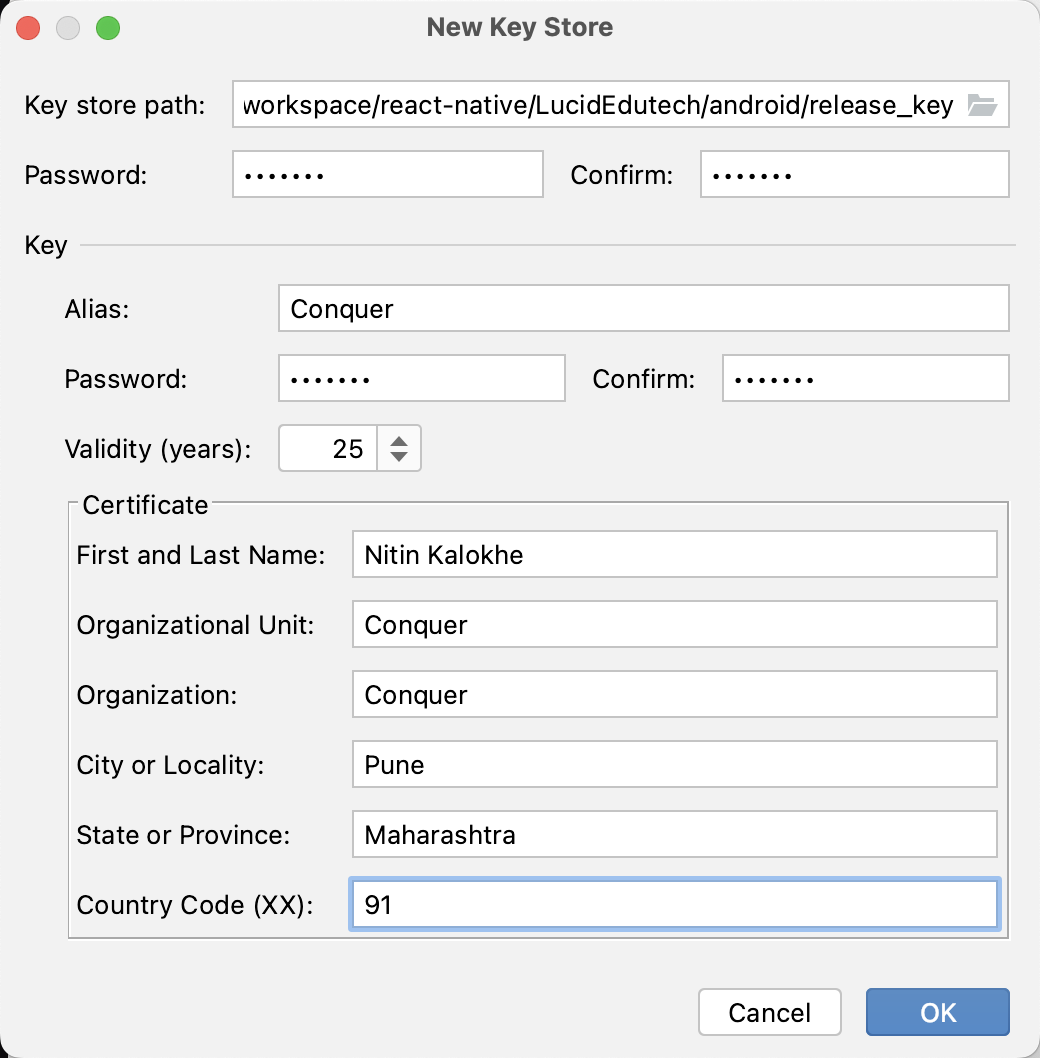 New Key Store
Key store path: workspace/react-native/LucidEdutech/android/release_key
Password: ••••••• Confirm: •••••••
Key
Alias: Conquer
Password: ••••••• Confirm: •••••••
Validity (years): 25
Certificate
First and Last Name: Nitin Kalokhe
Organizational Unit: Conquer
Organization: Conquer
City or Locality: Pune
State or Province: Maharashtra
Country Code (XX): 91
Cancel OK